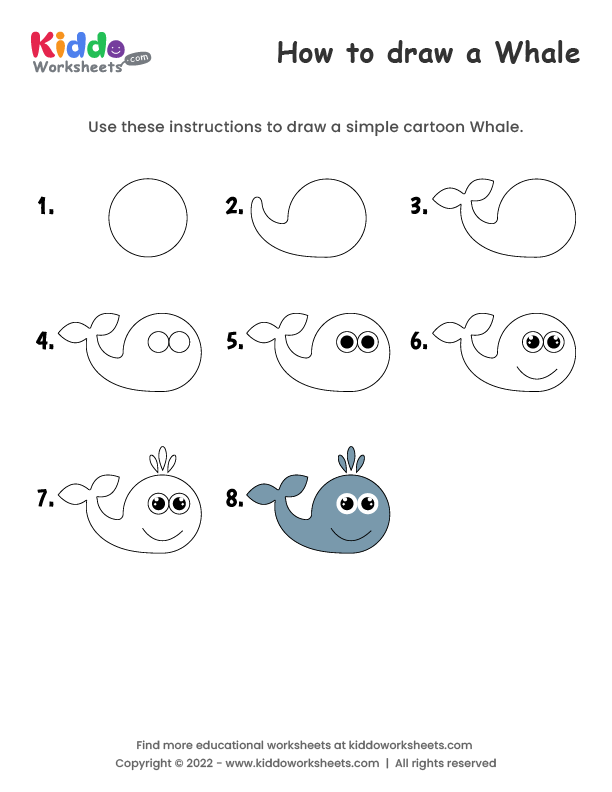 Kiddo
Worksheets .com
How to draw a Whale
Use these instructions to draw a simple cartoon Whale.
1. 2. 3.
4. 5. 6.
7. 8.
Find more educational worksheets at kiddoworksheets.com
Copyright © 2022 - www.kiddoworksheets.com | All rights reserved